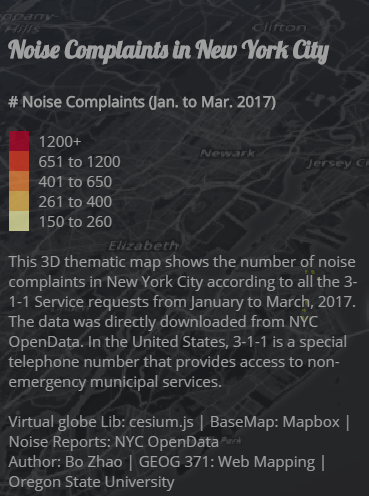 Company
Hills
Clifton
Noise Complaints in New York City
# Noise Complaints (Jan. to Mar. 2017)
1200+
651 to 1200
Newark
Jersey Ci
401 to 650
261 to 400
150 to 260
Elizabeth
This 3D thematic map shows the number of noise
complaints in New York City according to all the 3-
1-1 Service requests from January to March, 2017.
The data was directly downloaded from NYC
OpenData. In the United States, 3-1-1 is a special
telephone number that provides access to non-
emergency municipal services.
Virtual globe Lib: cesium.js | BaseMap: Mapbox |
Noise Reports: NYC OpenData
Park
Author: Bo Zhao | GEOG 371: Web Mapping |
Oregon State University